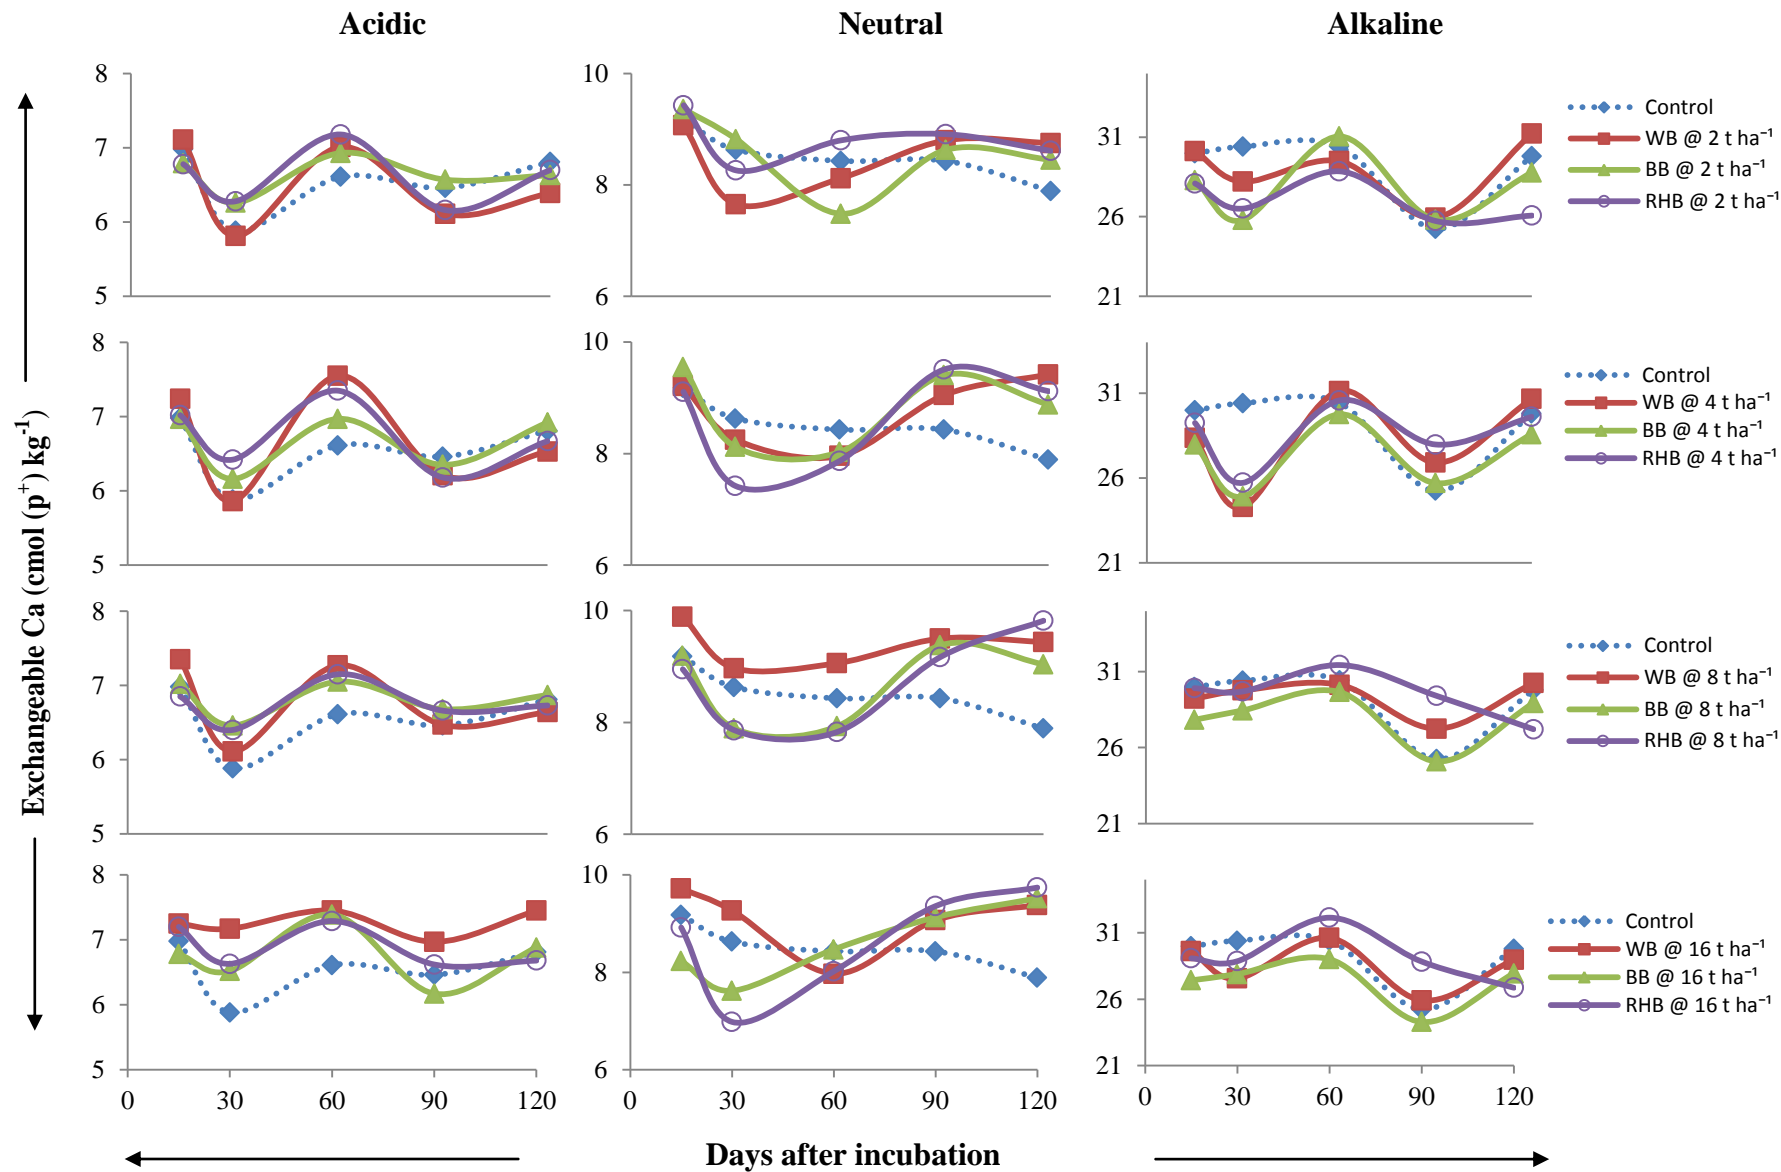 Acidic Neutral Alkaline
Exchangeable Ca (cmol (p⁺) kg⁻¹)
8 10
7 31
8
6 26
5 6 21
Control
WB @ 2 t ha⁻¹
BB @ 2 t ha⁻¹
RHB @ 2 t ha⁻¹
8 10
7 31
8
6 26
5 6 21
Control
WB @ 4 t ha⁻¹
BB @ 4 t ha⁻¹
RHB @ 4 t ha⁻¹
8 10
7 31
8
6 26
5 6 21
Control
WB @ 8 t ha⁻¹
BB @ 8 t ha⁻¹
RHB @ 8 t ha⁻¹
8 10
7 31
8
6 26
5 6 21
Control
WB @ 16 t ha⁻¹
BB @ 16 t ha⁻¹
RHB @ 16 t ha⁻¹
0 30 60 90 120 0 30 60 90 120 0 30 60 90 120
Days after incubation